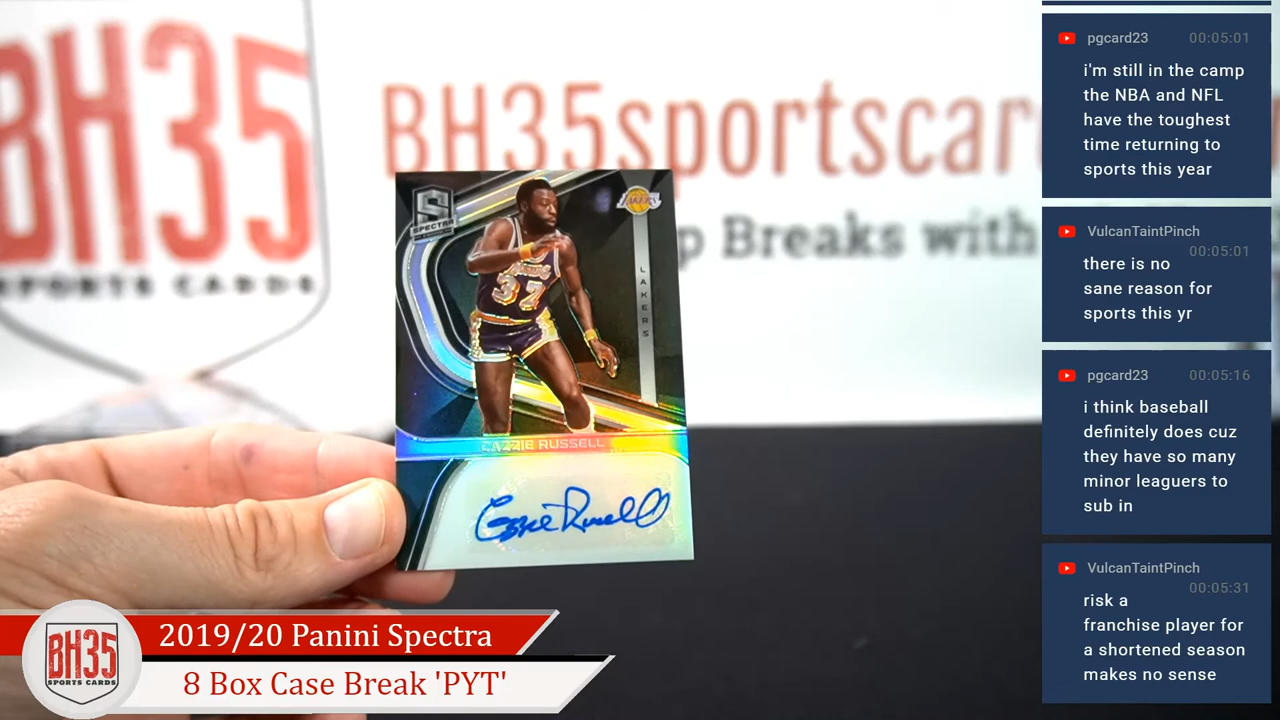 BH35
SPORTS CARDS
BH35sportscar
p Breaks with
SPECTRA
LAKERS
37
LAKERS
CAZZIE RUSSELL
Cazzie Russell
BH35
SPORTS CARDS
2019/20 Panini Spectra
8 Box Case Break 'PYT'
pgcard23 00:05:01
i'm still in the camp
the NBA and NFL
have the toughest
time returning to
sports this year
VulcanTaintPinch
00:05:01
there is no
sane reason for
sports this yr
pgcard23 00:05:16
i think baseball
definitely does cuz
they have so many
minor leaguers to
sub in
VulcanTaintPinch
00:05:31
risk a
franchise player for
a shortened season
makes no sense